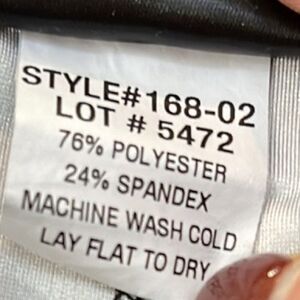 STYLE#168-02
LOT # 5472
76% POLYESTER
24% SPANDEX
MACHINE WASH COLD
LAY FLAT TO DRY